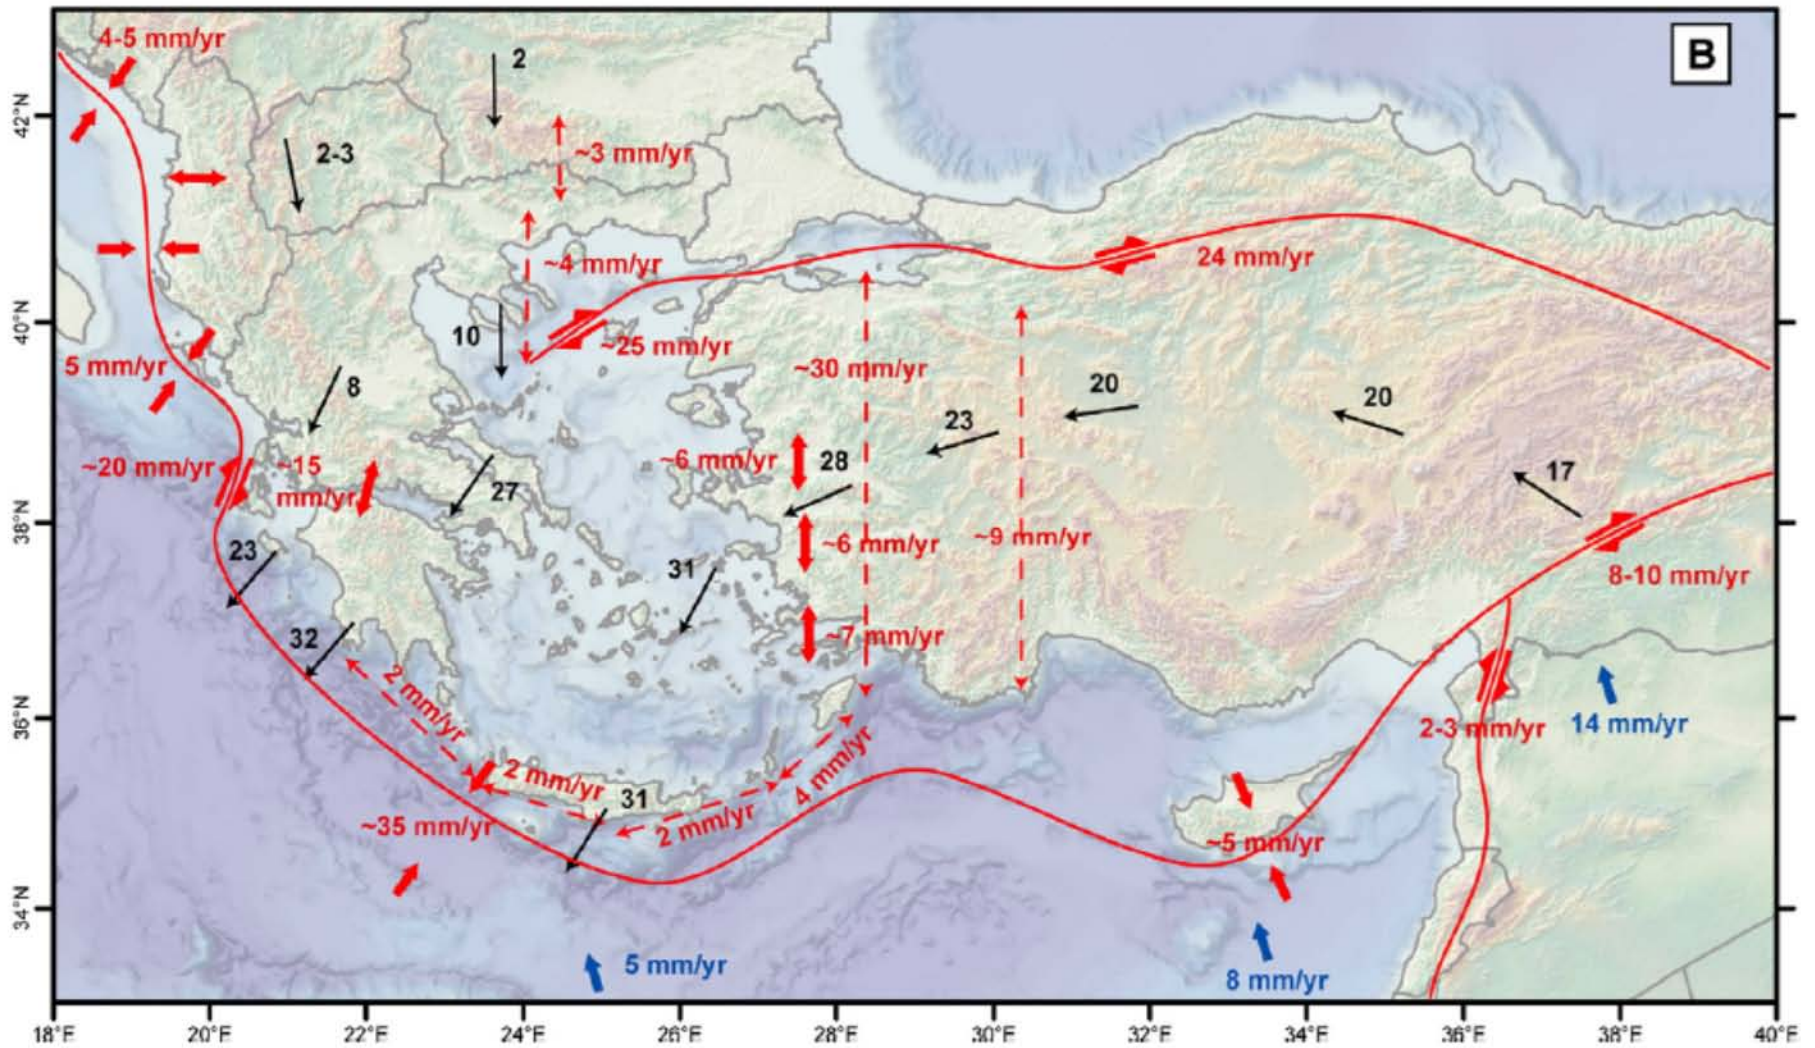 4-5 mm/yr
B
2
42°N
2-3
~3 mm/yr
~4 mm/yr
24 mm/yr
40°N
10
~25 mm/yr
5 mm/yr
~30 mm/yr
8
20
20
23
~20 mm/yr
~15
mm/yr
~6 mm/yr
28
17
27
38°N
23
~6 mm/yr
~9 mm/yr
31
8-10 mm/yr
32
~7 mm/yr
2 mm/yr
36°N
2-3 mm/yr
14 mm/yr
2 mm/yr
4 mm/yr
31
~35 mm/yr
2 mm/yr
~5 mm/yr
34°N
5 mm/yr
8 mm/yr
18°E 20°E 22°E 24°E 26°E 28°E 30°E 32°E 34°E 36°E 38°E 40°E